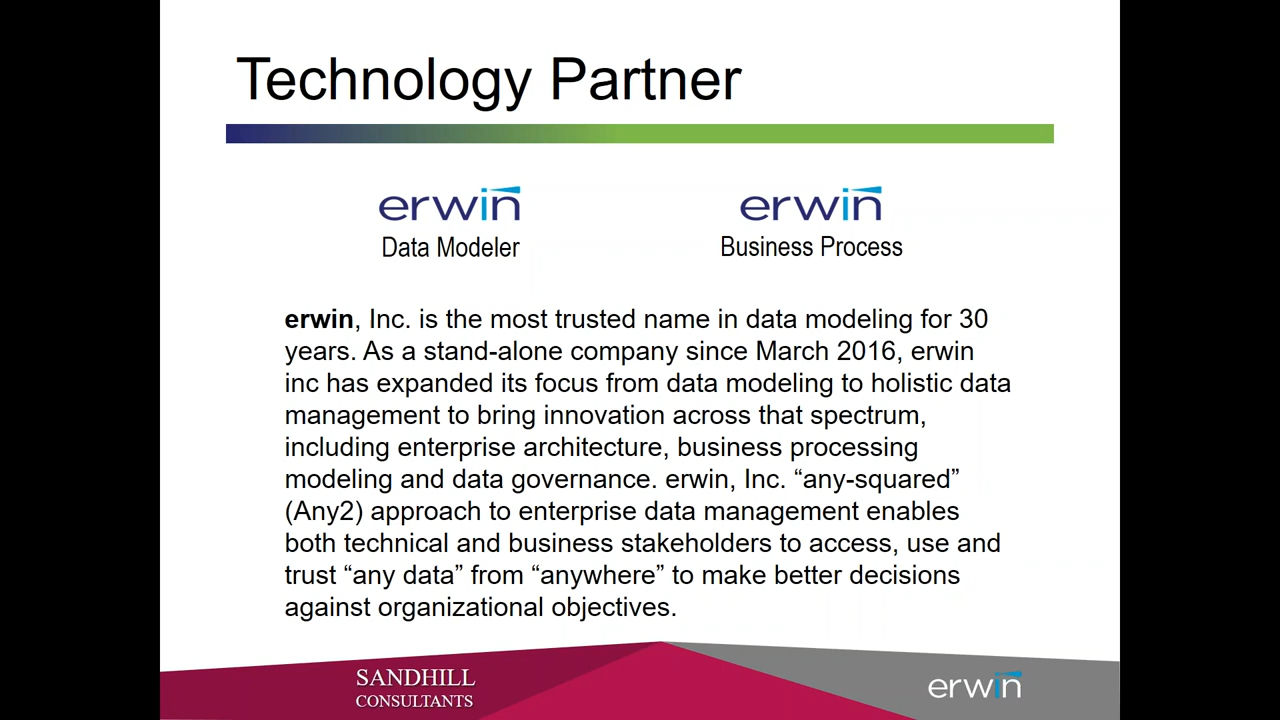 Technology Partner
erwin erwin
Data Modeler Business Process
erwin, Inc. is the most trusted name in data modeling for 30
years. As a stand-alone company since March 2016, erwin
inc has expanded its focus from data modeling to holistic data
management to bring innovation across that spectrum,
including enterprise architecture, business processing
modeling and data governance. erwin, Inc. “any-squared”
(Any2) approach to enterprise data management enables
both technical and business stakeholders to access, use and
trust “any data” from “anywhere” to make better decisions
against organizational objectives.
SANDHILL
CONSULTANTS
erwin